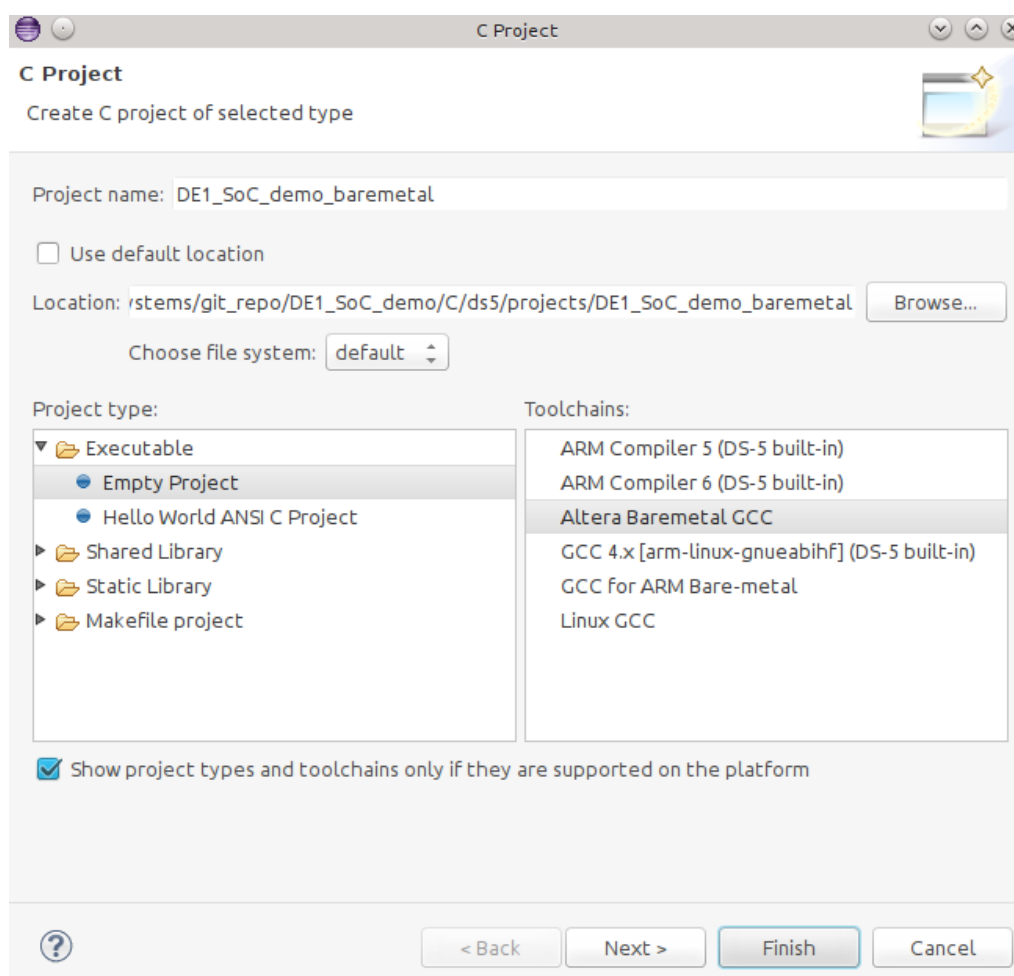 C Project
C Project
Create C project of selected type
Project name: DE1_SoC_demo_baremetal
Use default location
Location: ystems/git_repo/DE1_SoC_demo/C/ds5/projects/DE1_SoC_demo_baremetal Browse...
Choose file system: default
Project type: Toolchains:
Executable ARM Compiler 5 (DS-5 built-in)
Empty Project ARM Compiler 6 (DS-5 built-in)
Hello World ANSI C Project Altera Baremetal GCC
Shared Library GCC 4.x [arm-linux-gnueabihf] (DS-5 built-in)
Static Library GCC for ARM Bare-metal
Makefile project Linux GCC
Show project types and toolchains only if they are supported on the platform
? < Back Next > Finish Cancel